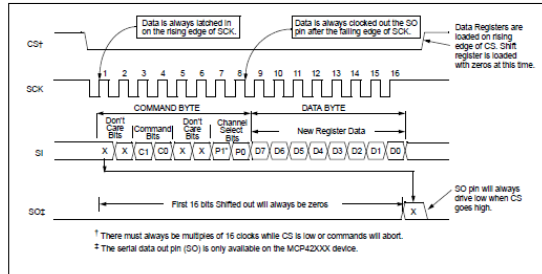 Data is always latched in
on the rising edge of SCK.
Data is always clocked out the SO
pin after the falling edge of SCK.
Data Registers are
loaded on rising
edge of CS. Shift
register is loaded
with zeros at this time.
CS†
SCK
1 2 3 4 5 6 7 8 9 10 11 12 13 14 15 16
COMMAND BYTE DATA BYTE
Don't
Care
Bits
Command
Bits
Don't
Care
Bits
Channel
Select
Bits
New Register Data
SI
X X C1 C0 X X P1* P0 D7 D6 D5 D4 D3 D2 D1 D0
SO‡
First 16 bits Shifted out will always be zeros
X
SO pin will always
drive low when CS
goes high.
† There must always be multiples of 16 clocks while CS is low or commands will abort.
‡ The serial data out pin (SO) is only available on the MCP42XXX device.